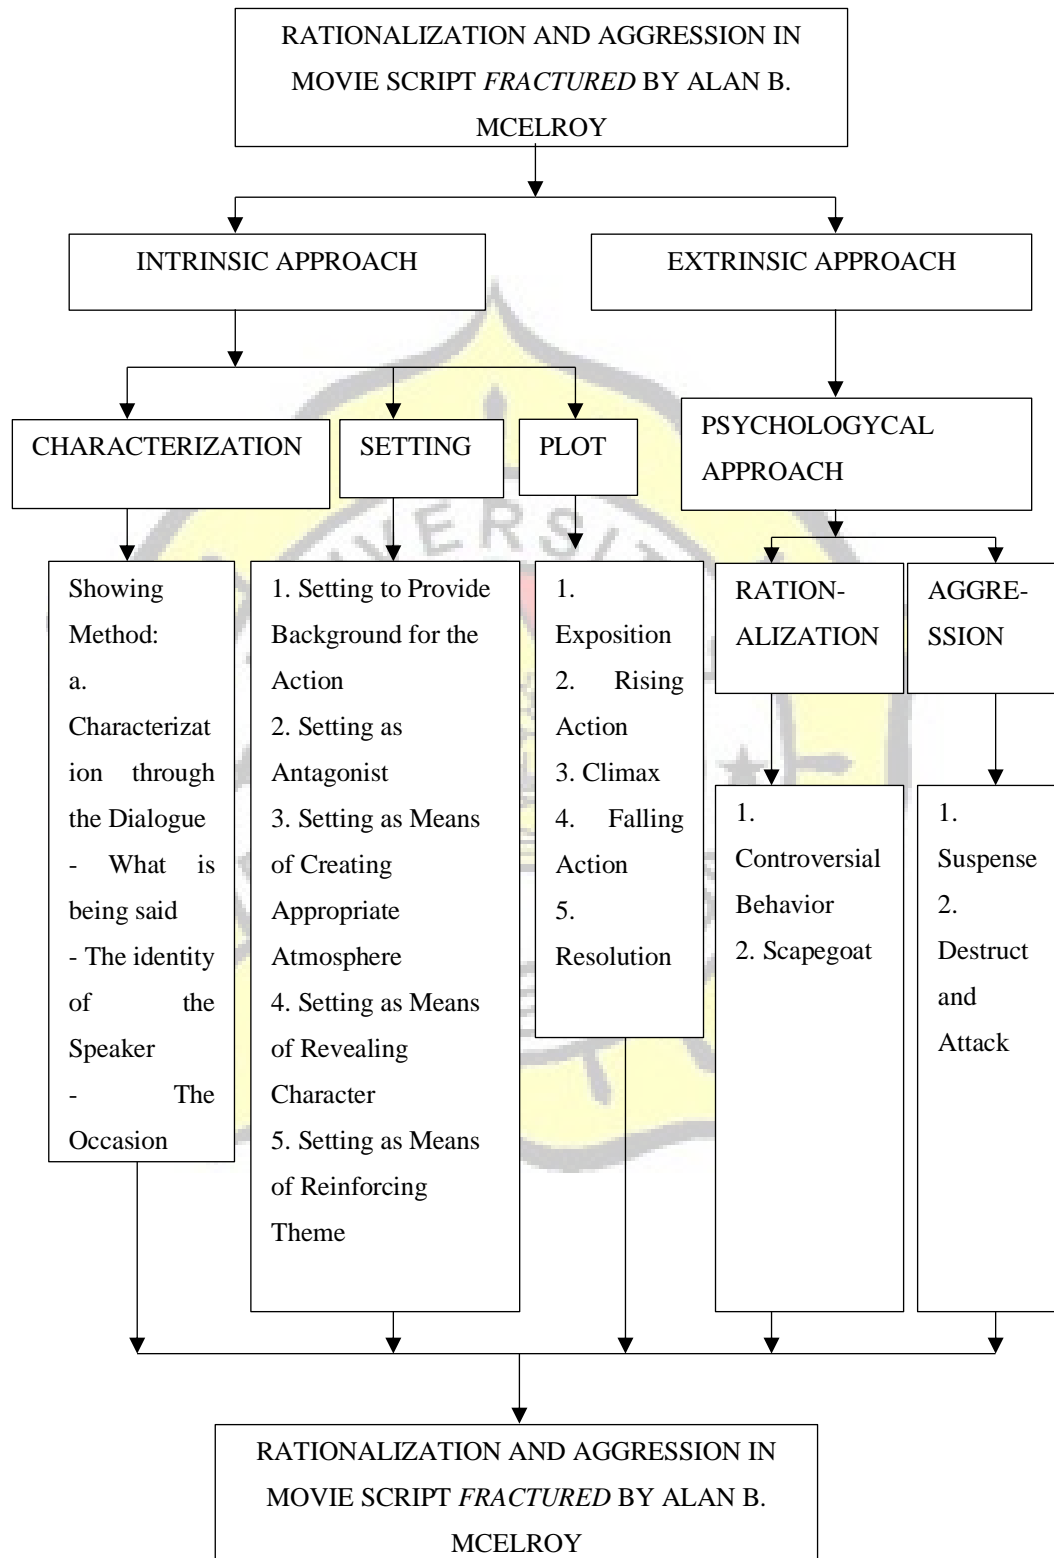 RATIONALIZATION AND AGGRESSION IN
MOVIE SCRIPT FRACTURED BY ALAN B.
MCELROY
INTRINSIC APPROACH
EXTRINSIC APPROACH
CHARACTERIZATION
SETTING
PLOT
PSYCHOLOGYCAL
APPROACH
Showing
Method:
a.
Characterizat
ion through
the Dialogue
- What is
being said
- The identity
of the
Speaker
- The
Occasion
1. Setting to Provide
Background for the
Action
2. Setting as
Antagonist
3. Setting as Means
of Creating
Appropriate
Atmosphere
4. Setting as Means
of Revealing
Character
5. Setting as Means
of Reinforcing
Theme
1.
Exposition
2. Rising
Action
3. Climax
4. Falling
Action
5.
Resolution
RATION-
ALIZATION
AGGRE-
SSION
1.
Controversial
Behavior
2. Scapegoat
1.
Suspense
2.
Destruct
and
Attack
RATIONALIZATION AND AGGRESSION IN
MOVIE SCRIPT FRACTURED BY ALAN B.
MCELROY